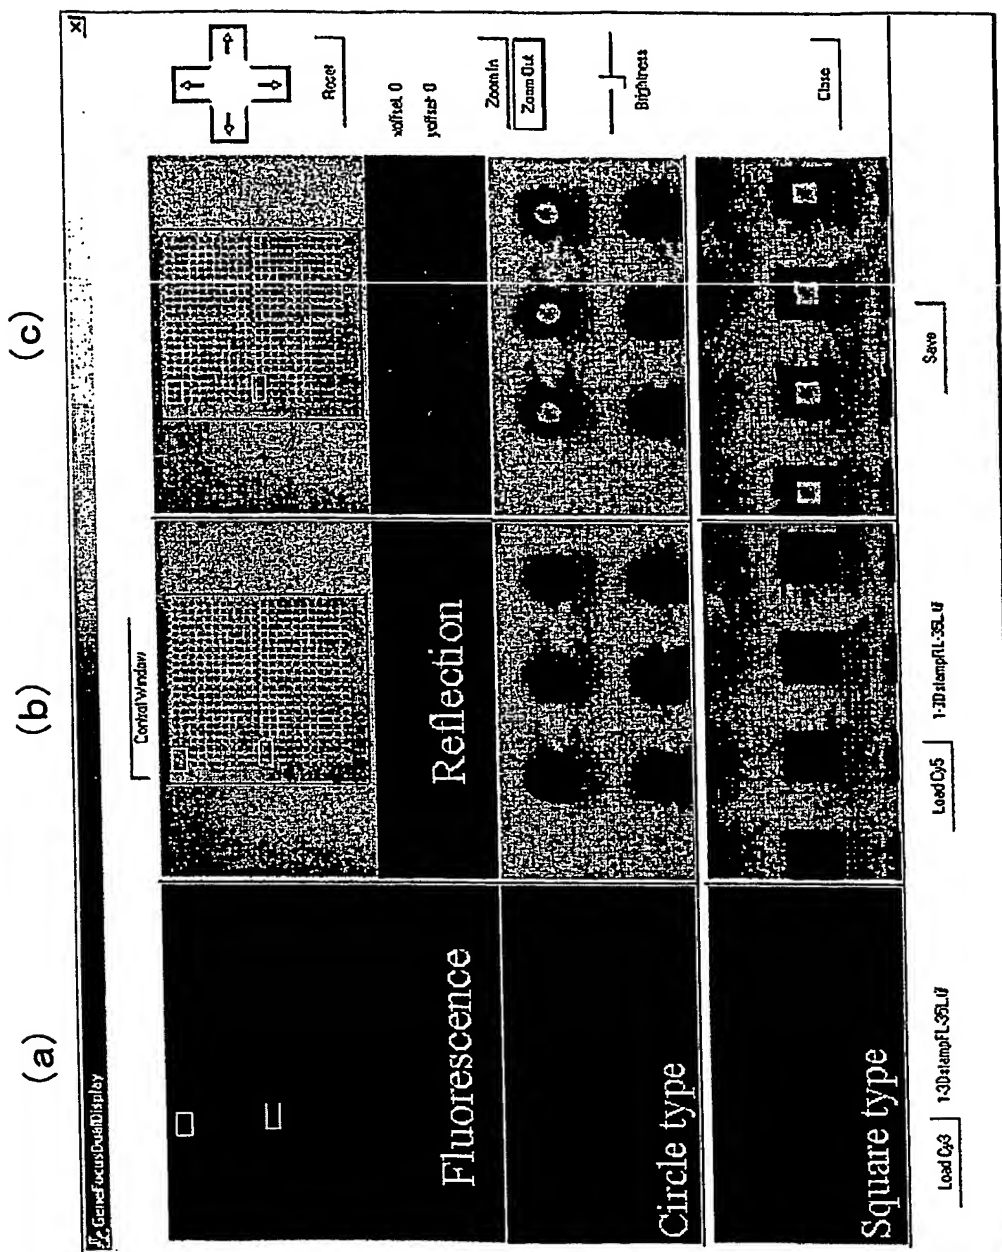 (a)
(b)
(c)
GeneFocusDualDisplay
Control Window
Fluorescence
Reflection
Circle type
Square type
Reset
xoffset 0
yoffset 0
Zoom In
Zoom Out
Brightness
Close
Load Cy3
Load Cy5
Save